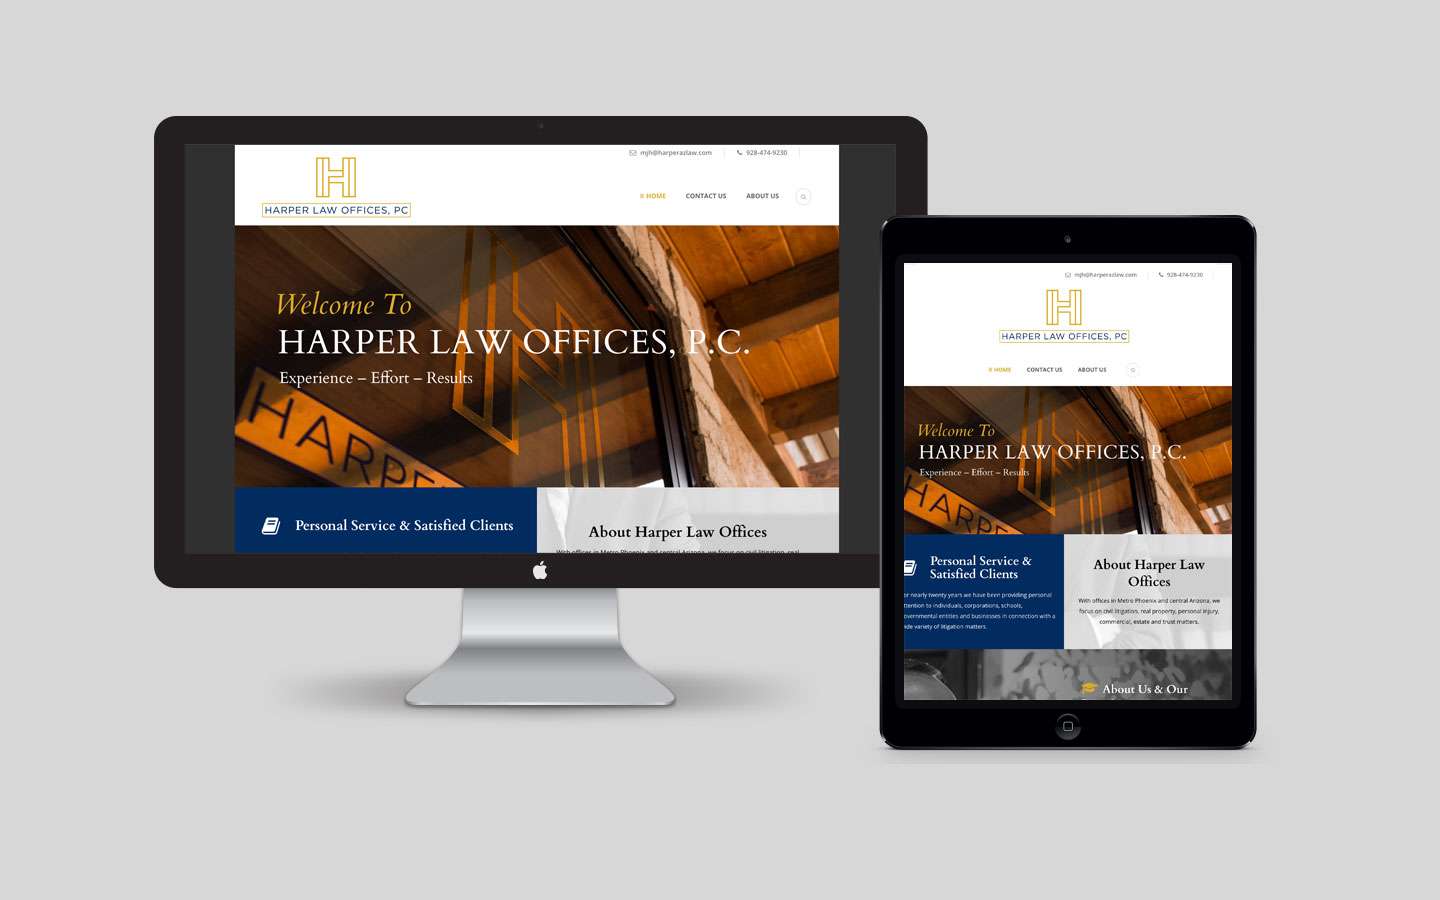 mjh@harperazlaw.com 928-474-9230
H
HARPER LAW OFFICES, PC
HOME CONTACT US ABOUT US
Welcome To
HARPER LAW OFFICES, P.C.
Experience – Effort – Results
HARPER
Personal Service & Satisfied Clients
About Harper Law Offices
With offices in Metro Phoenix and central Arizona, we focus on civil litigation, real
mjh@harperazlaw.com 928-474-9230
H
HARPER LAW OFFICES, PC
HOME CONTACT US ABOUT US
Welcome To
HARPER LAW OFFICES, P.C.
Experience – Effort – Results
HARPE
Personal Service &
Satisfied Clients
or nearly twenty years we have been providing personal
ttention to individuals, corporations, schools,
overnmental entities and businesses in connection with a
ide variety of litigation matters.
About Harper Law
Offices
With offices in Metro Phoenix and central Arizona, we
focus on civil litigation, real property, personal injury,
commercial, estate and trust matters.
About Us & Our